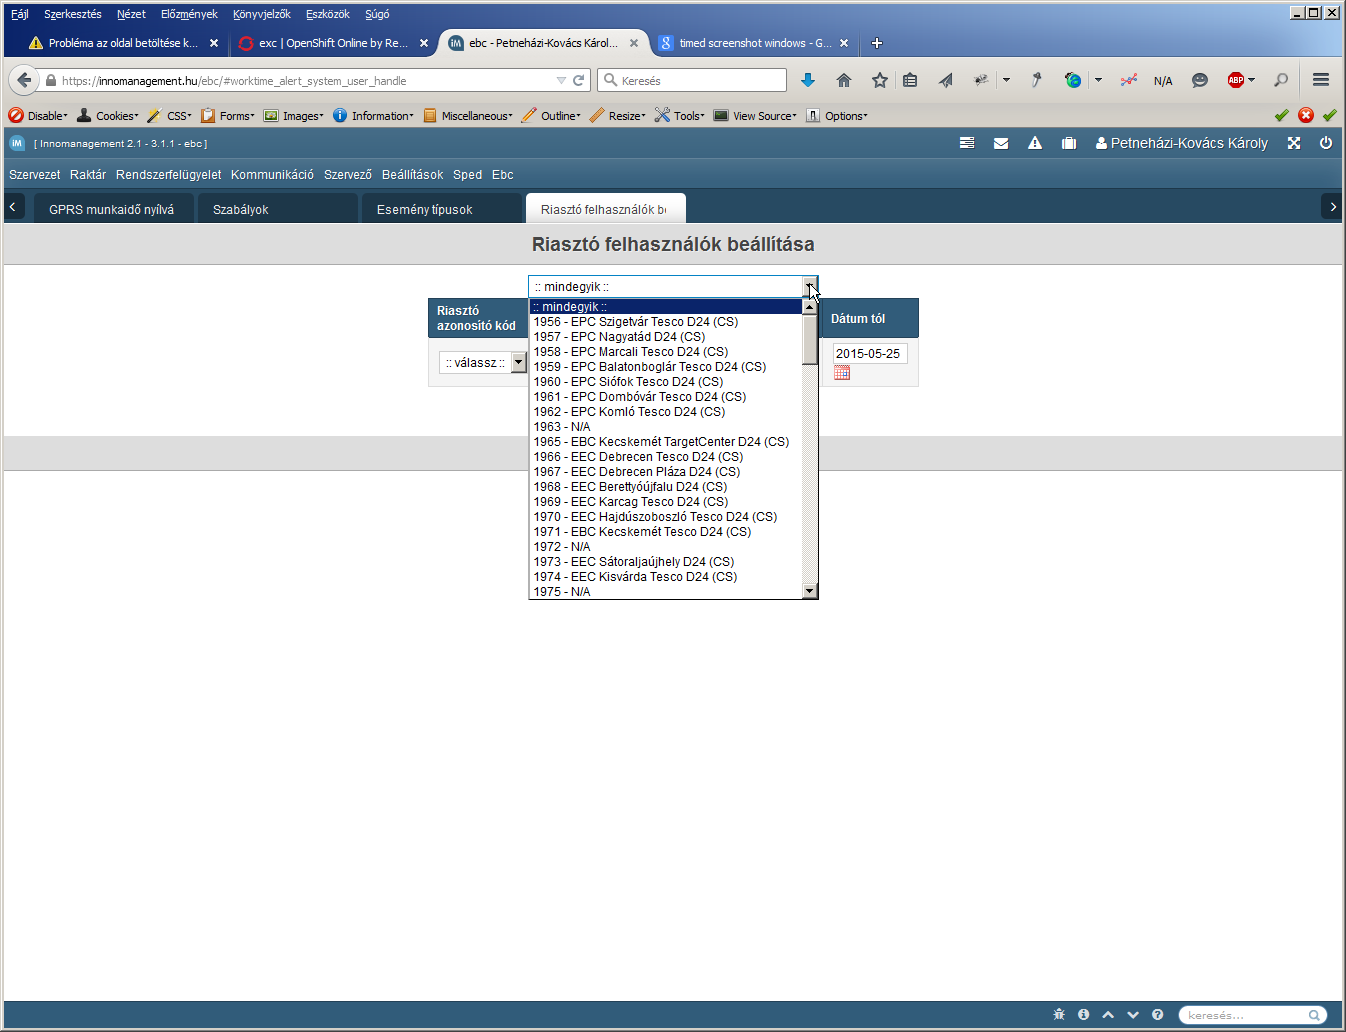 Fájl Szerkesztés Nézet Előzmények Könyvjelzők Eszközök Súgó
Probléma az oldal betöltése k... exc | OpenShift Online by Re... ebc - Petneházi-Kovács Károl... timed screenshot windows - G...
https://innomanagement.hu/ebc/#worktime_alert_system_user_handle Keresés N/A ABP
Disable Cookies CSS Forms Images Information Miscellaneous Outline Resize Tools View Source Options
iM [ Innomanagement 2.1 - 3.1.1 - ebc ] Petneházi-Kovács Károly
Szervezet Raktár Rendszerfelügyelet Kommunikáció Szervező Beállítások Sped Ebc
GPRS munkaidő nyílvá Szabályok Esemény típusok Riasztó felhasználók b
Riasztó felhasználók beállítása
:: mindegyik ::
Riasztó
azonosító kód
Dátum tól
:: válassz ::
2015-05-25
:: mindegyik ::
1956 - EPC Szigetvár Tesco D24 (CS)
1957 - EPC Nagyatád D24 (CS)
1958 - EPC Marcali Tesco D24 (CS)
1959 - EPC Balatonboglár Tesco D24 (CS)
1960 - EPC Siófok Tesco D24 (CS)
1961 - EPC Dombóvár Tesco D24 (CS)
1962 - EPC Komló Tesco D24 (CS)
1963 - N/A
1965 - EBC Kecskemét TargetCenter D24 (CS)
1966 - EEC Debrecen Tesco D24 (CS)
1967 - EEC Debrecen Pláza D24 (CS)
1968 - EEC Berettyóújfalu D24 (CS)
1969 - EEC Karcag Tesco D24 (CS)
1970 - EEC Hajdúszoboszló Tesco D24 (CS)
1971 - EBC Kecskemét Tesco D24 (CS)
1972 - N/A
1973 - EEC Sátoraljaújhely D24 (CS)
1974 - EEC Kisvárda Tesco D24 (CS)
1975 - N/A
keresés...